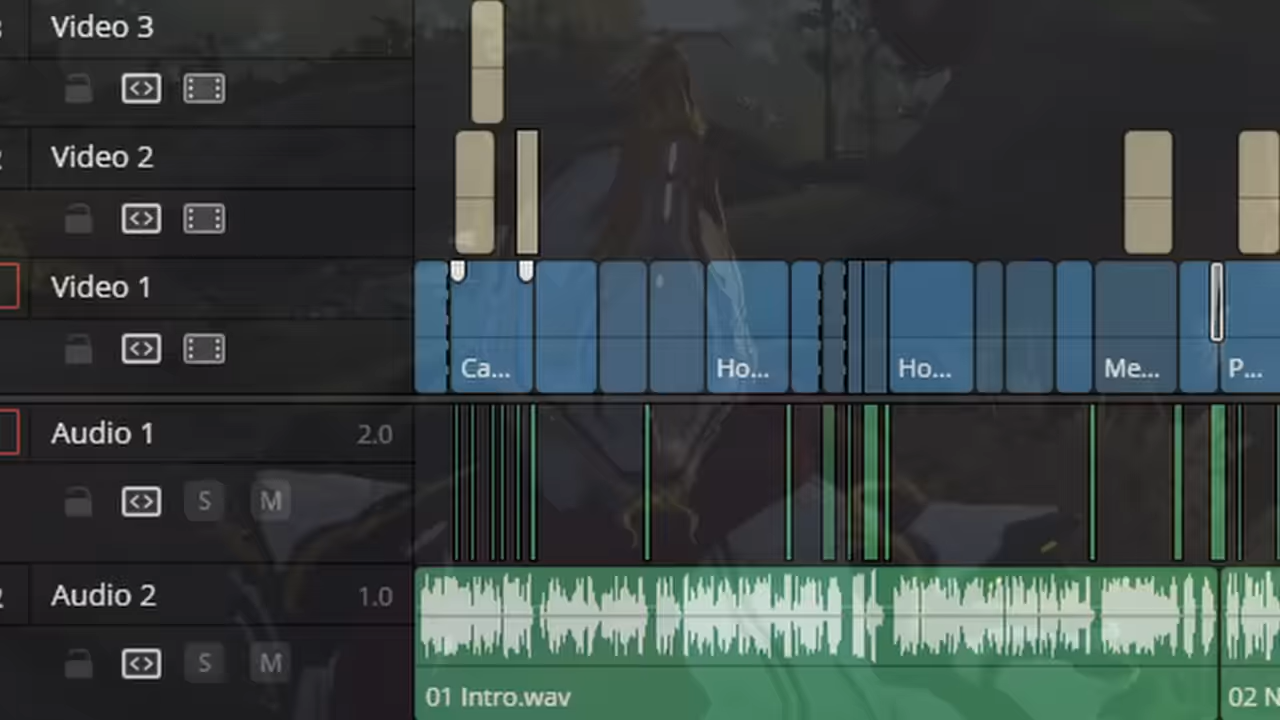 Video 3
Video 2
Video 1
Ca...
Ho...
Ho...
Me...
P...
Audio 1
2.0
S
M
Audio 2
1.0
S
M
01 Intro.wav
02 N